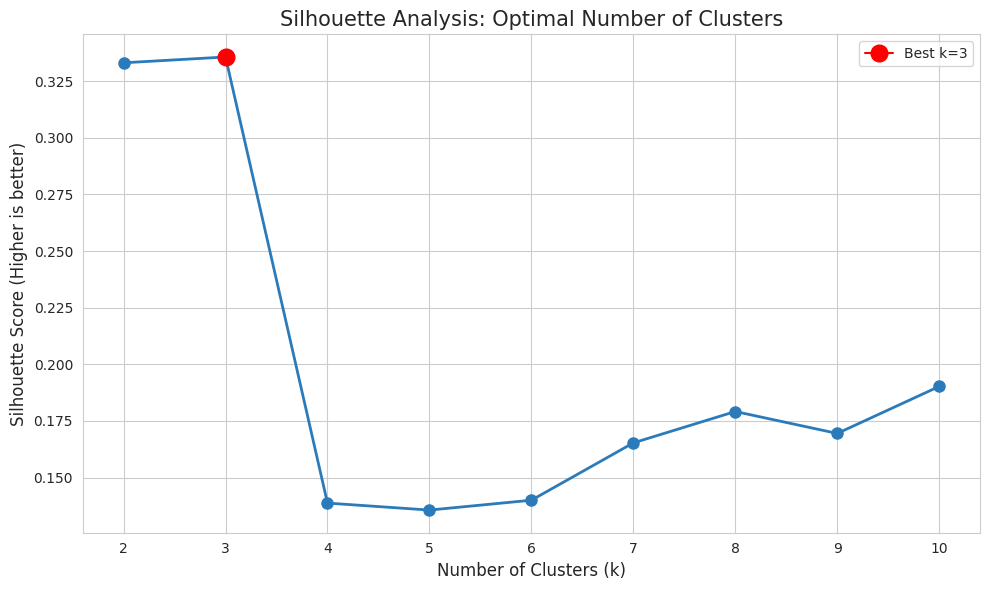 Silhouette Analysis: Optimal Number of Clusters
Best k=3
Silhouette Score (Higher is better)
0.325
0.300
0.275
0.250
0.225
0.200
0.175
0.150
2 3 4 5 6 7 8 9 10
Number of Clusters (k)